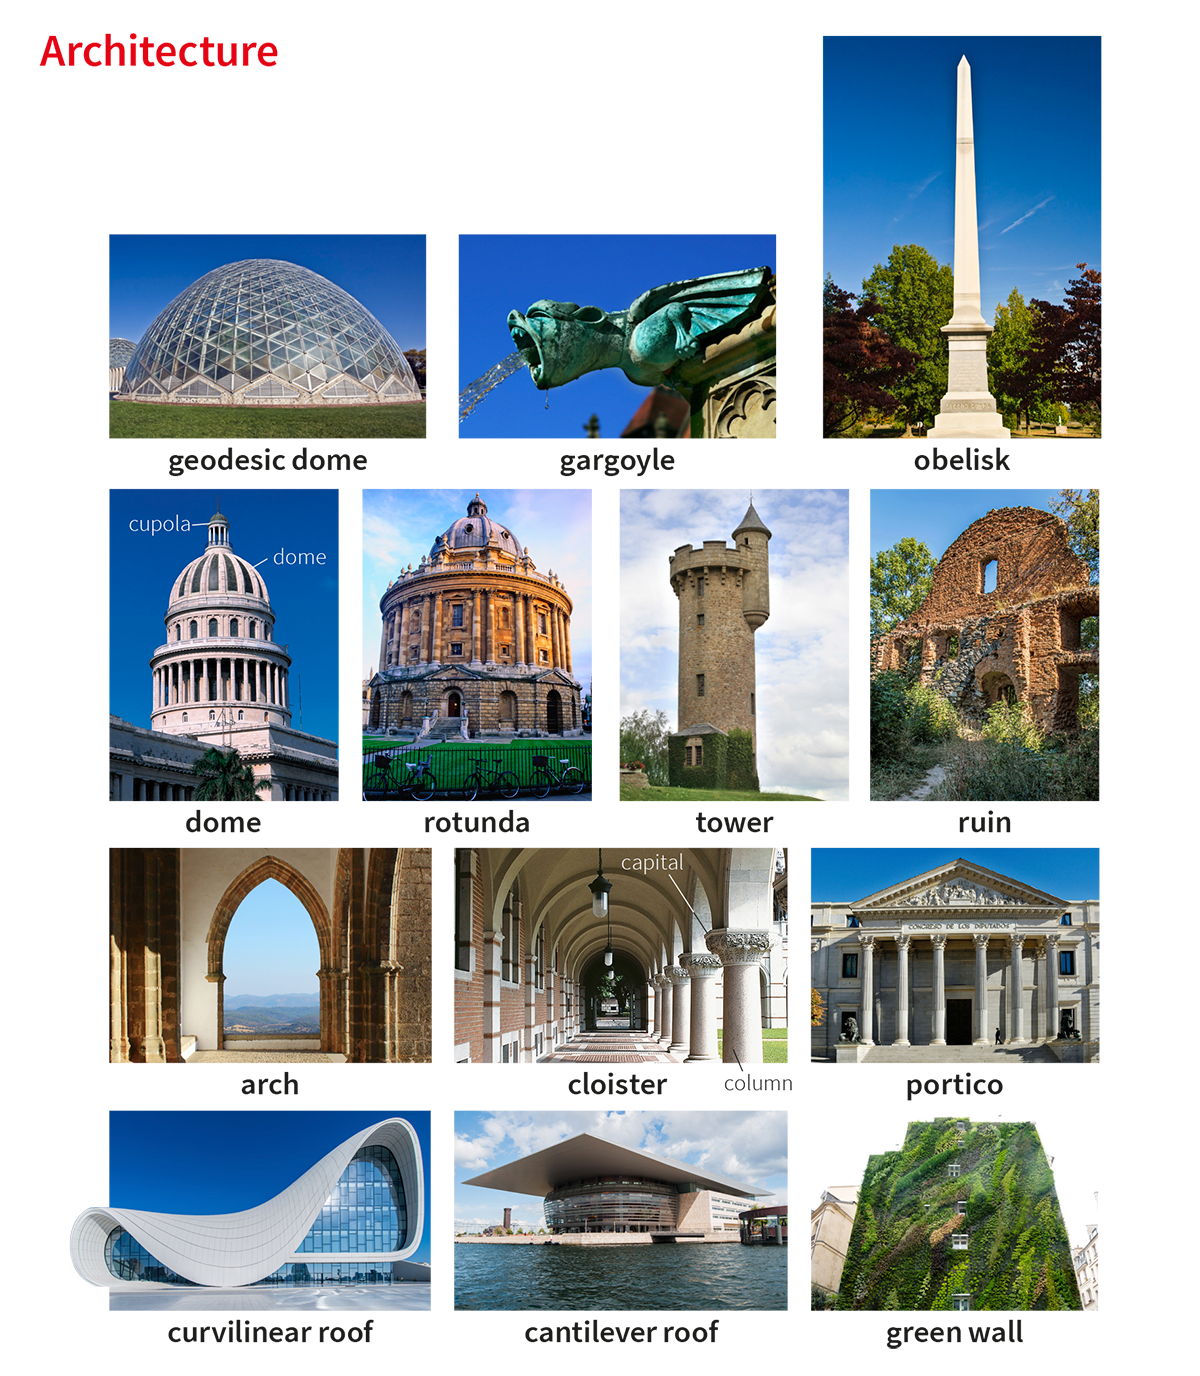 Architecture
geodesic dome
gargoyle
obelisk
cupola
dome
dome
rotunda
tower
ruin
capital
CONGRESO DE LOS DIPUTADOS
arch
cloister
column
portico
curvilinear roof
cantilever roof
green wall